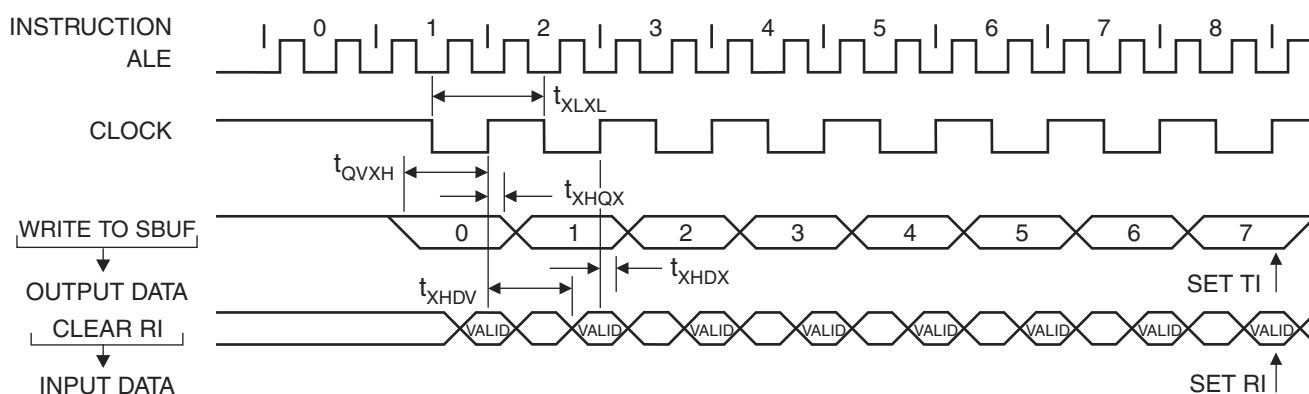 INSTRUCTION 0 1 2 3 4 5 6 7 8
ALE
tXLXL
CLOCK
tQVXH
tXHQX
WRITE TO SBUF 0 1 2 3 4 5 6 7
tXHDX
SET TI
OUTPUT DATA
tXHDV
CLEAR RI VALID VALID VALID VALID VALID VALID VALID VALID
INPUT DATA SET RI